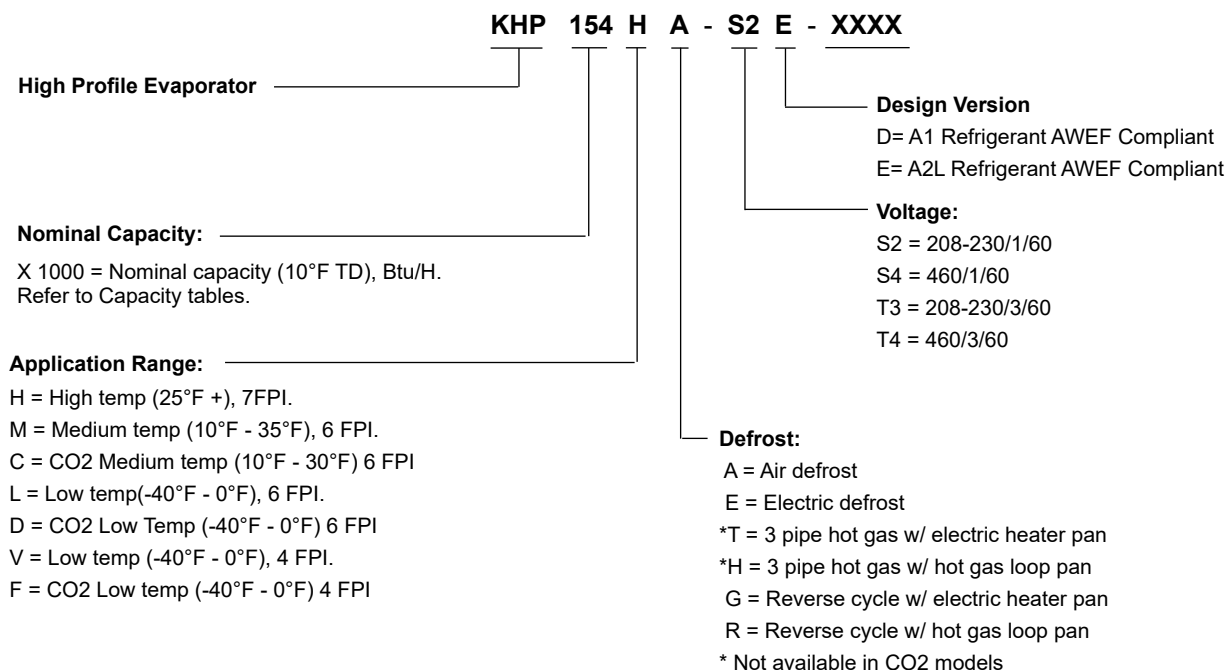 KHP 154 H A - S2 E - XXXX
High Profile Evaporator
Design Version
D= A1 Refrigerant AWEF Compliant
E= A2L Refrigerant AWEF Compliant
Voltage:
S2 = 208-230/1/60
S4 = 460/1/60
T3 = 208-230/3/60
T4 = 460/3/60
Nominal Capacity:
X 1000 = Nominal capacity (10°F TD), Btu/H.
Refer to Capacity tables.
Application Range:
H = High temp (25°F +), 7FPI.
M = Medium temp (10°F - 35°F), 6 FPI.
C = CO2 Medium temp (10°F - 30°F) 6 FPI
L = Low temp(-40°F - 0°F), 6 FPI.
D = CO2 Low Temp (-40°F - 0°F) 6 FPI
V = Low temp (-40°F - 0°F), 4 FPI.
F = CO2 Low temp (-40°F - 0°F) 4 FPI
Defrost:
A = Air defrost
E = Electric defrost
*T = 3 pipe hot gas w/ electric heater pan
*H = 3 pipe hot gas w/ hot gas loop pan
G = Reverse cycle w/ electric heater pan
R = Reverse cycle w/ hot gas loop pan
* Not available in CO2 models